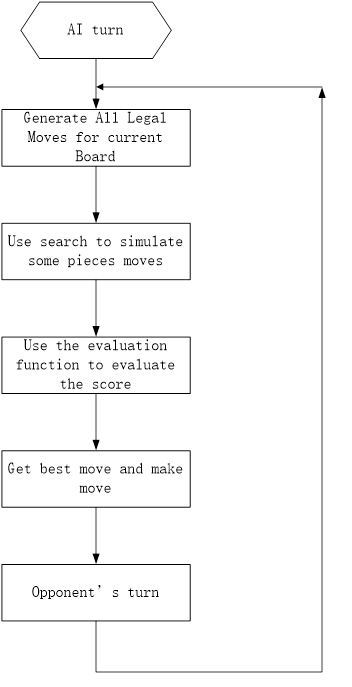 AI turn
Generate All Legal
Moves for current
Board
Use search to simulate
some pieces moves
Use the evaluation
function to evaluate
the score
Get best move and make
move
Opponent's turn